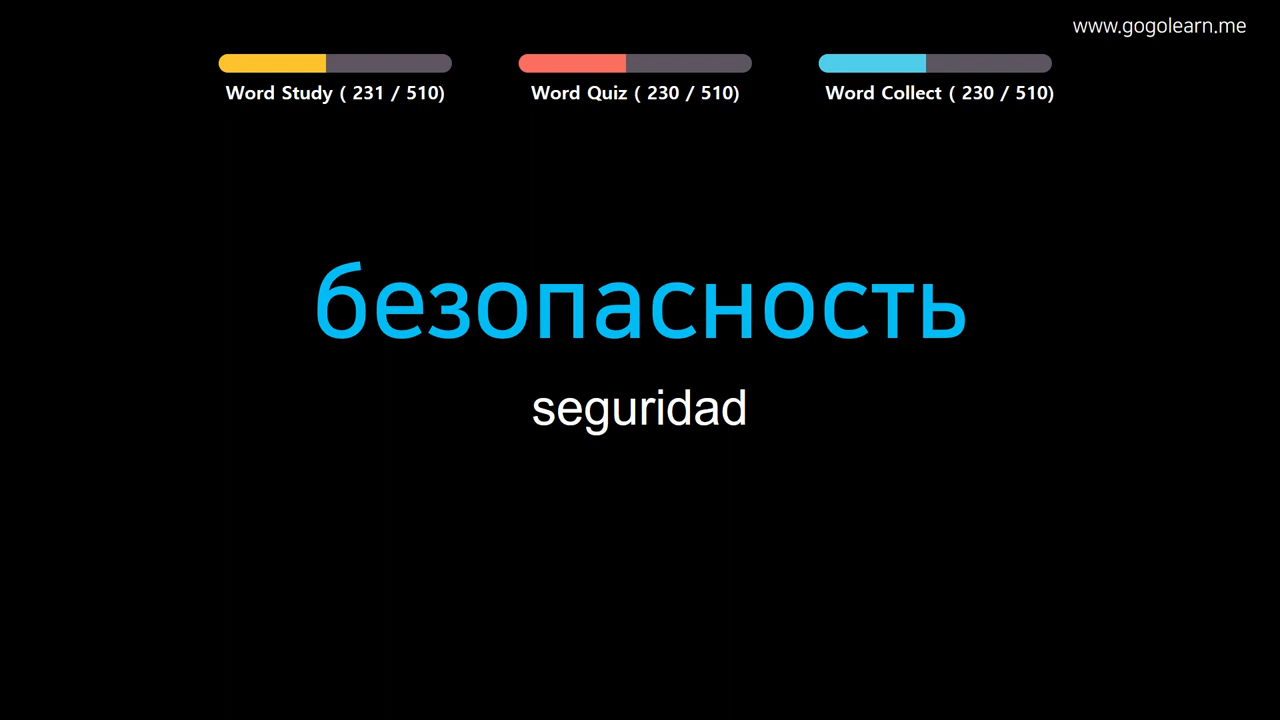 www.gogolearn.me
Word Study ( 231 / 510)
Word Quiz ( 230 / 510)
Word Collect ( 230 / 510)
безопасность
seguridad